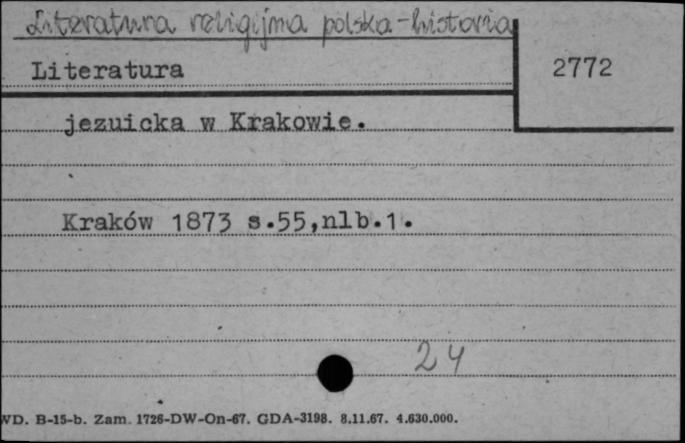 Literatura religijna polska - historia
Literatura
2772
jezuicka w Krakowie.
Kraków 1873 s.55,nlb.1.
24
WD. B-15-b. Zam. 1726-DW-On-67. GDA-3198. 8.11.67. 4.630.000.